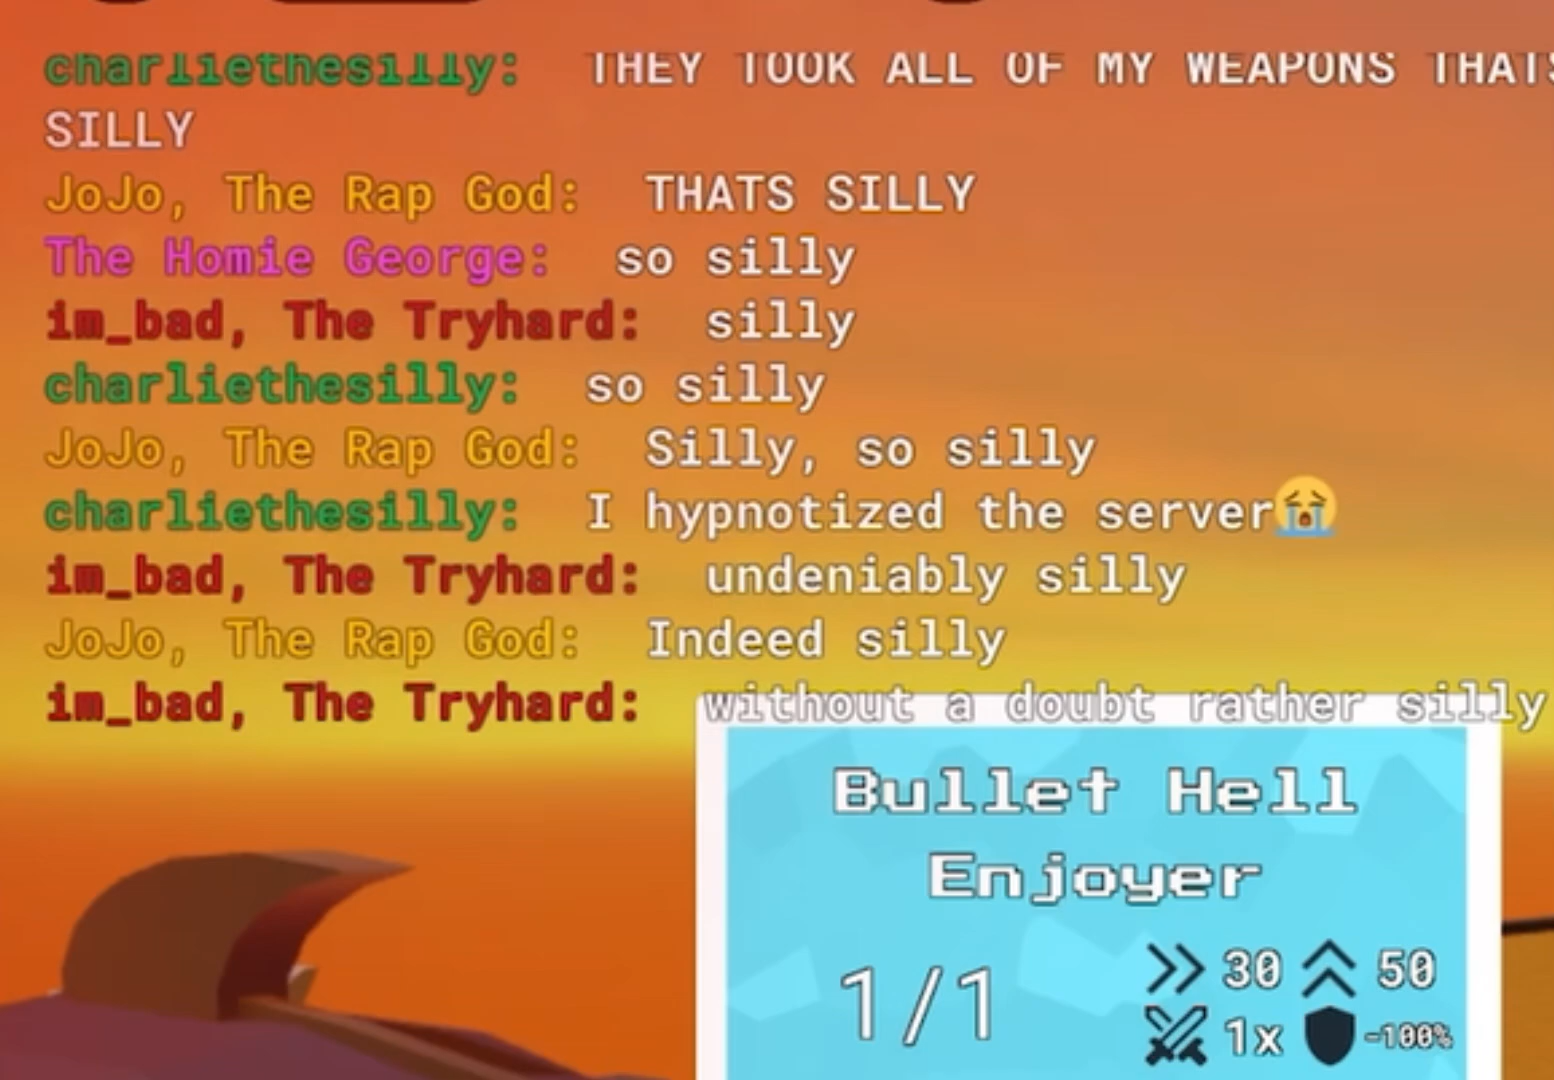 charliethesilly: THEY TOOK ALL OF MY WEAPONS THATS
SILLY
JoJo, The Rap God: THATS SILLY
The Homie George: so silly
im_bad, The Tryhard: silly
charliethesilly: so silly
JoJo, The Rap God: Silly, so silly
charliethesilly: I hypnotized the server😭
im_bad, The Tryhard: undeniably silly
JoJo, The Rap God: Indeed silly
im_bad, The Tryhard: without a doubt rather silly
Bullet Hell
Enjoyer
1/1
30 50
1x -100%